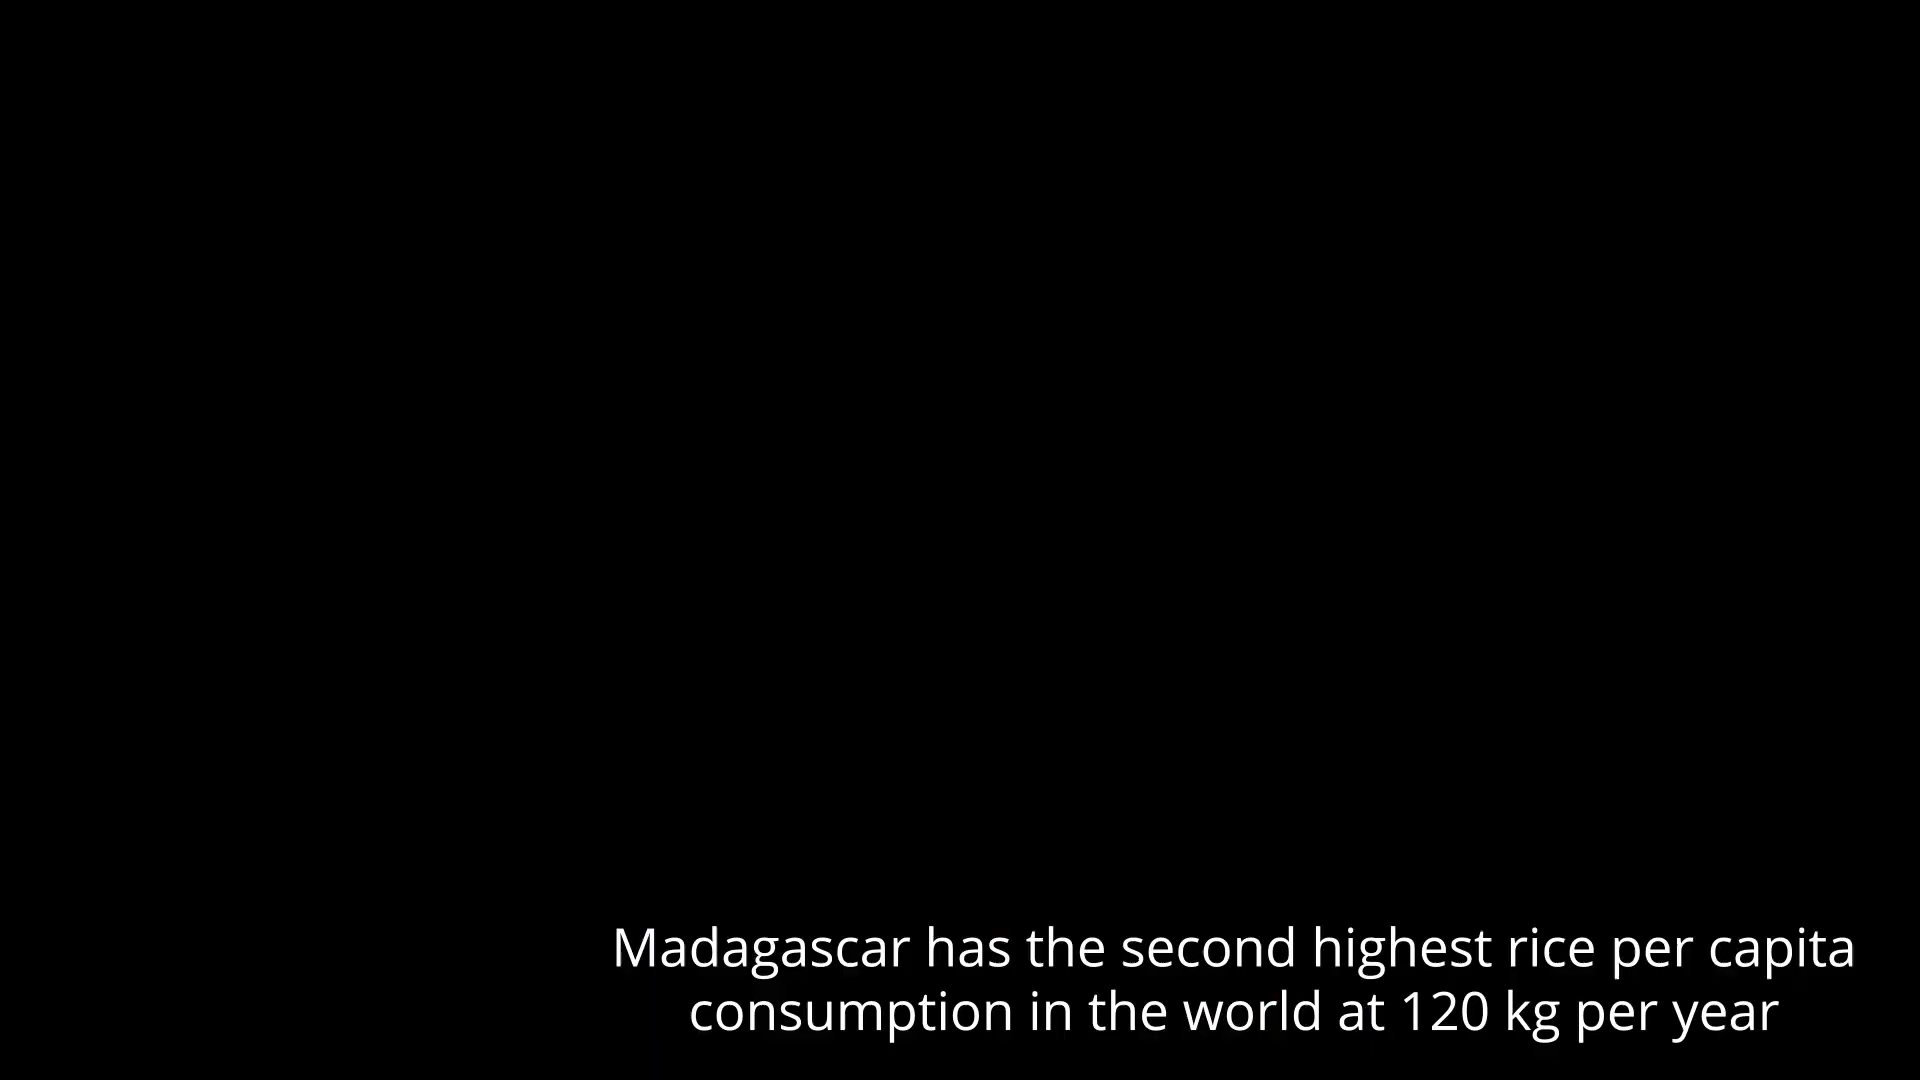 Madagascar has the second highest rice per capita
consumption in the world at 120 kg per year